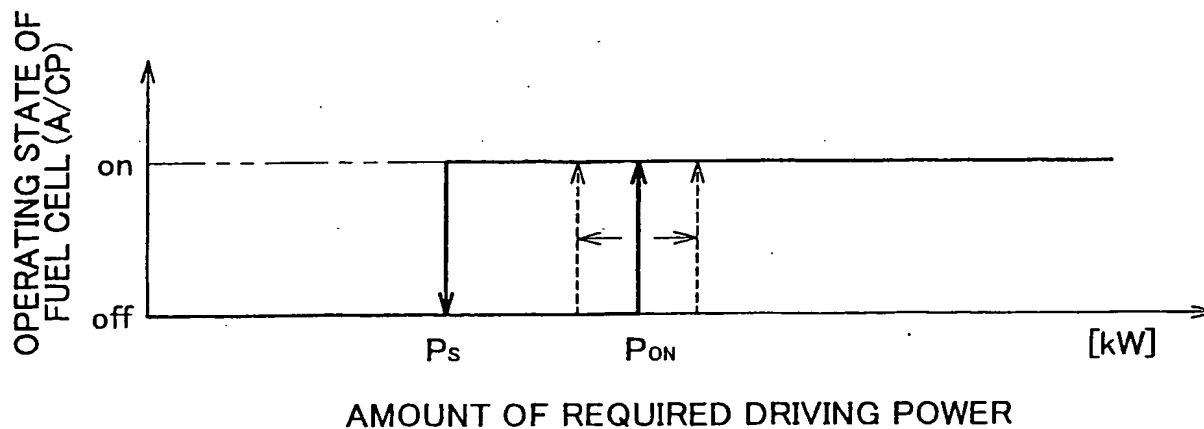 OPERATING STATE OF
FUEL CELL (A/CP)
on
off
PS
PON
[kW]
AMOUNT OF REQUIRED DRIVING POWER